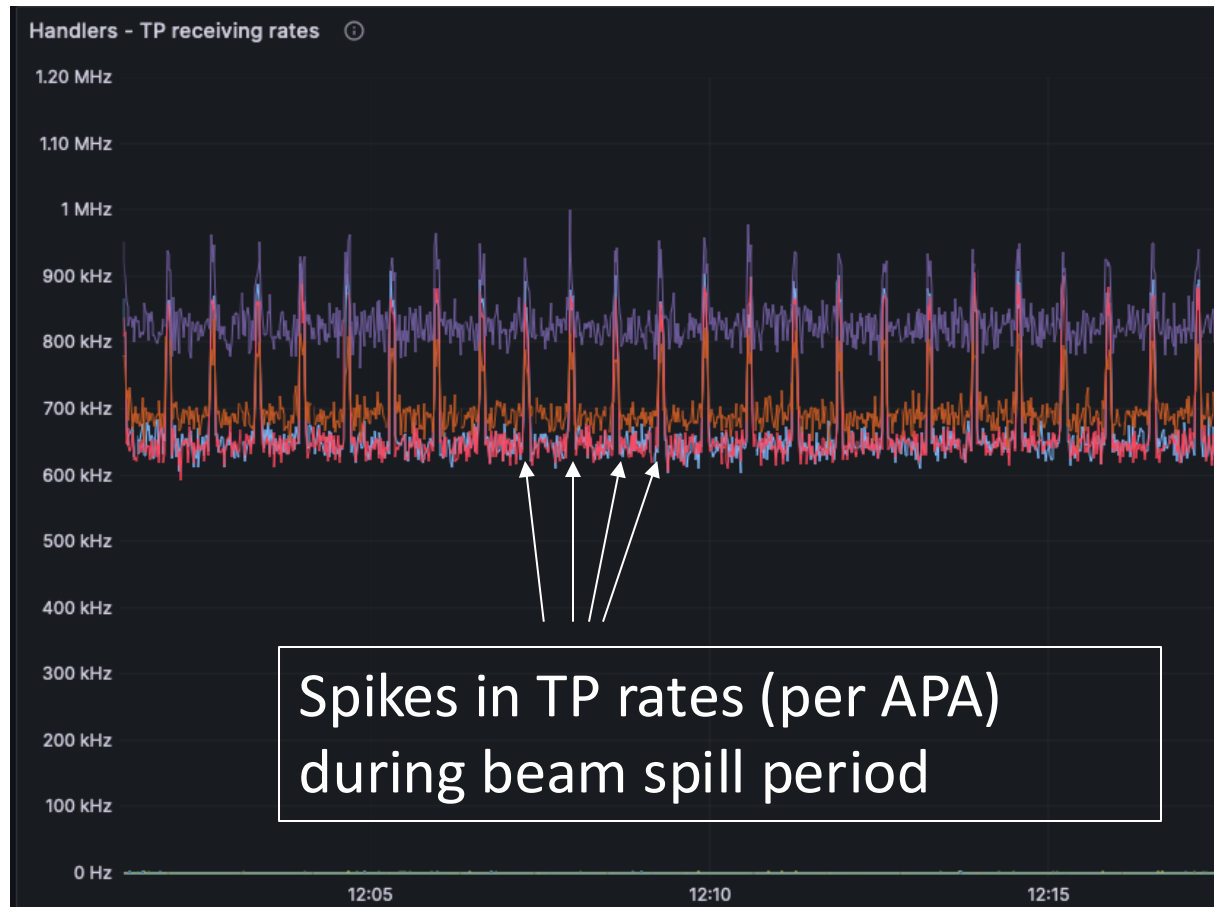 Handlers - TP receiving rates
1.20 MHz
1.10 MHz
1 MHz
900 kHz
800 kHz
700 kHz
600 kHz
500 kHz
400 kHz
300 kHz
200 kHz
100 kHz
0 Hz
Spikes in TP rates (per APA)
during beam spill period
12:05
12:10
12:15